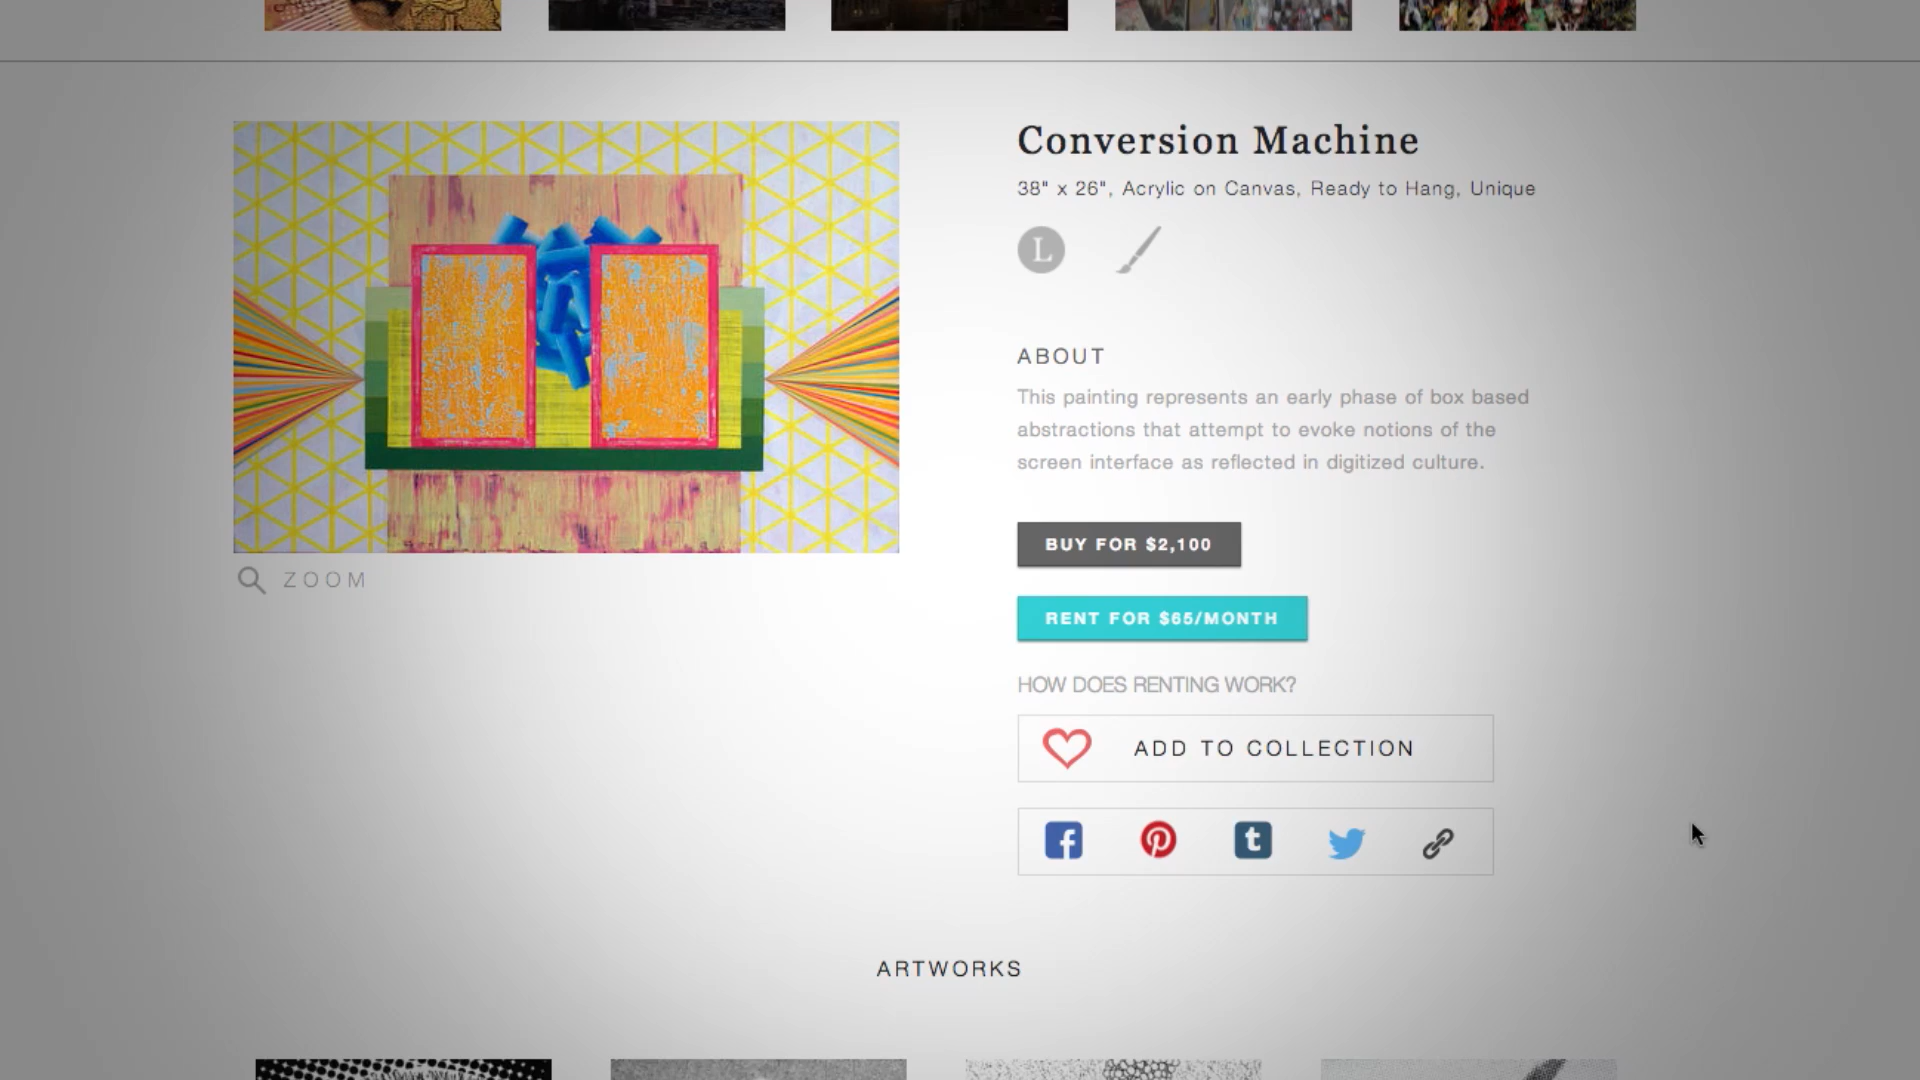 Conversion Machine
38" x 26", Acrylic on Canvas, Ready to Hang, Unique
L
ABOUT
This painting represents an early phase of box based
abstractions that attempt to evoke notions of the
screen interface as reflected in digitized culture.
BUY FOR $2,100
ZOOM
RENT FOR $65/MONTH
HOW DOES RENTING WORK?
ADD TO COLLECTION
ARTWORKS